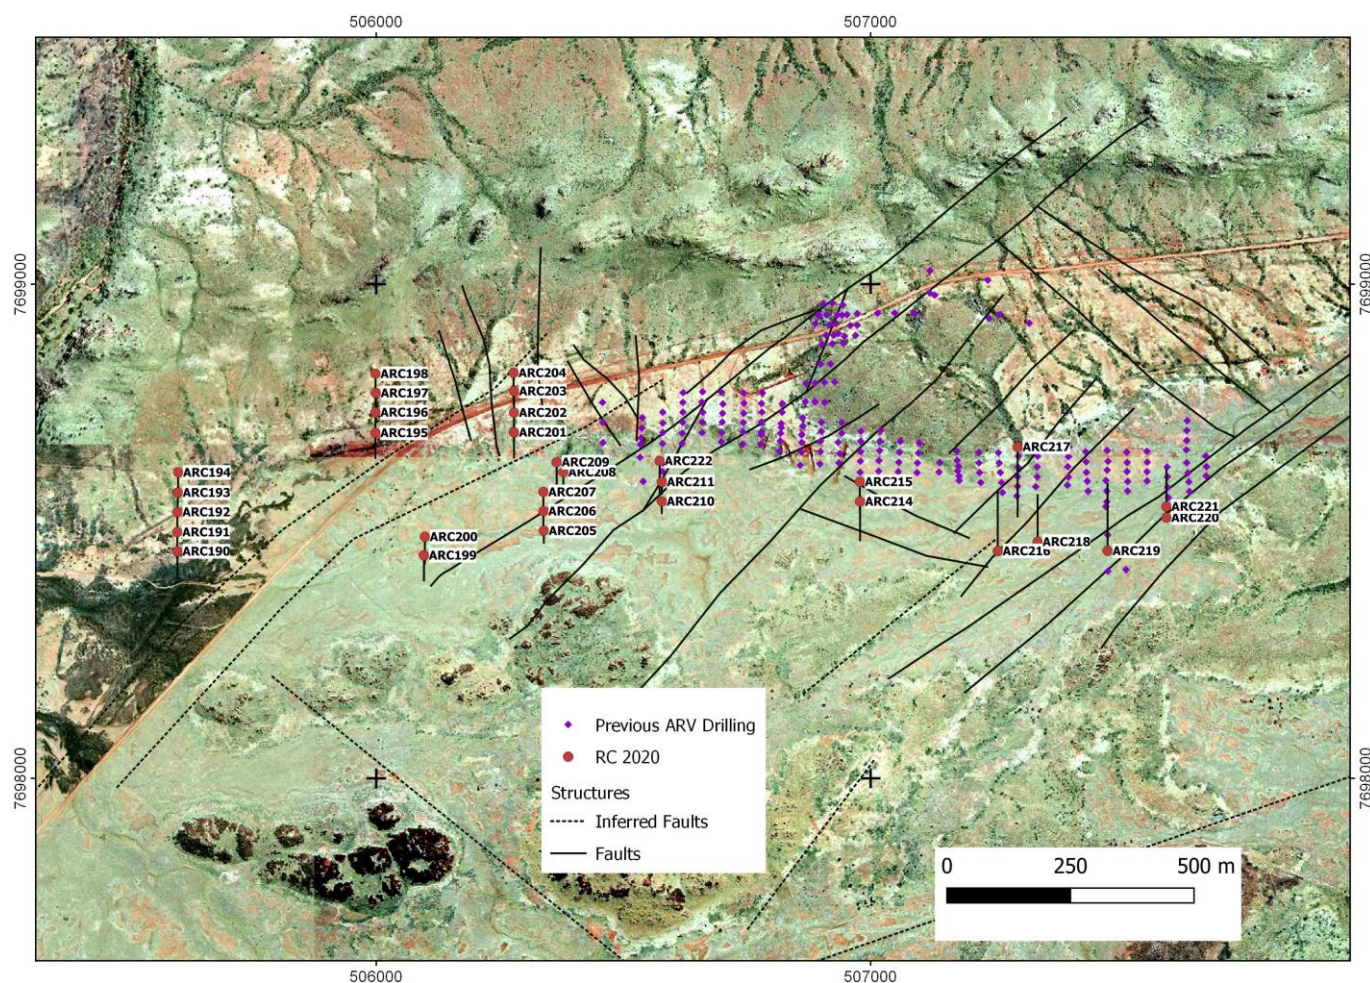 506000
507000
7699000
7699000
ARC198
ARC204
ARC197
ARC203
ARC196
ARC202
ARC195
ARC201
ARC217
ARC209
ARC222
ARC194
ARC208
ARC211
ARC215
ARC193
ARC207
ARC210
ARC214
ARC221
ARC192
ARC206
ARC220
ARC191
ARC205
ARC200
ARC218
ARC190
ARC199
ARC216
ARC219
7698000
7698000
Previous ARV Drilling
RC 2020
Structures
Inferred Faults
Faults
0 250 500 m
506000
507000